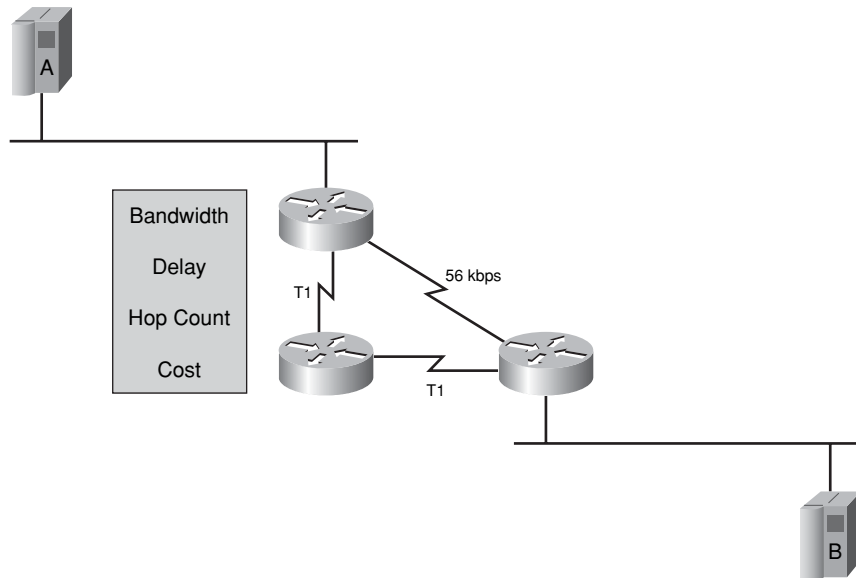 A
Bandwidth
Delay
Hop Count
Cost
T1
56 kbps
T1
B